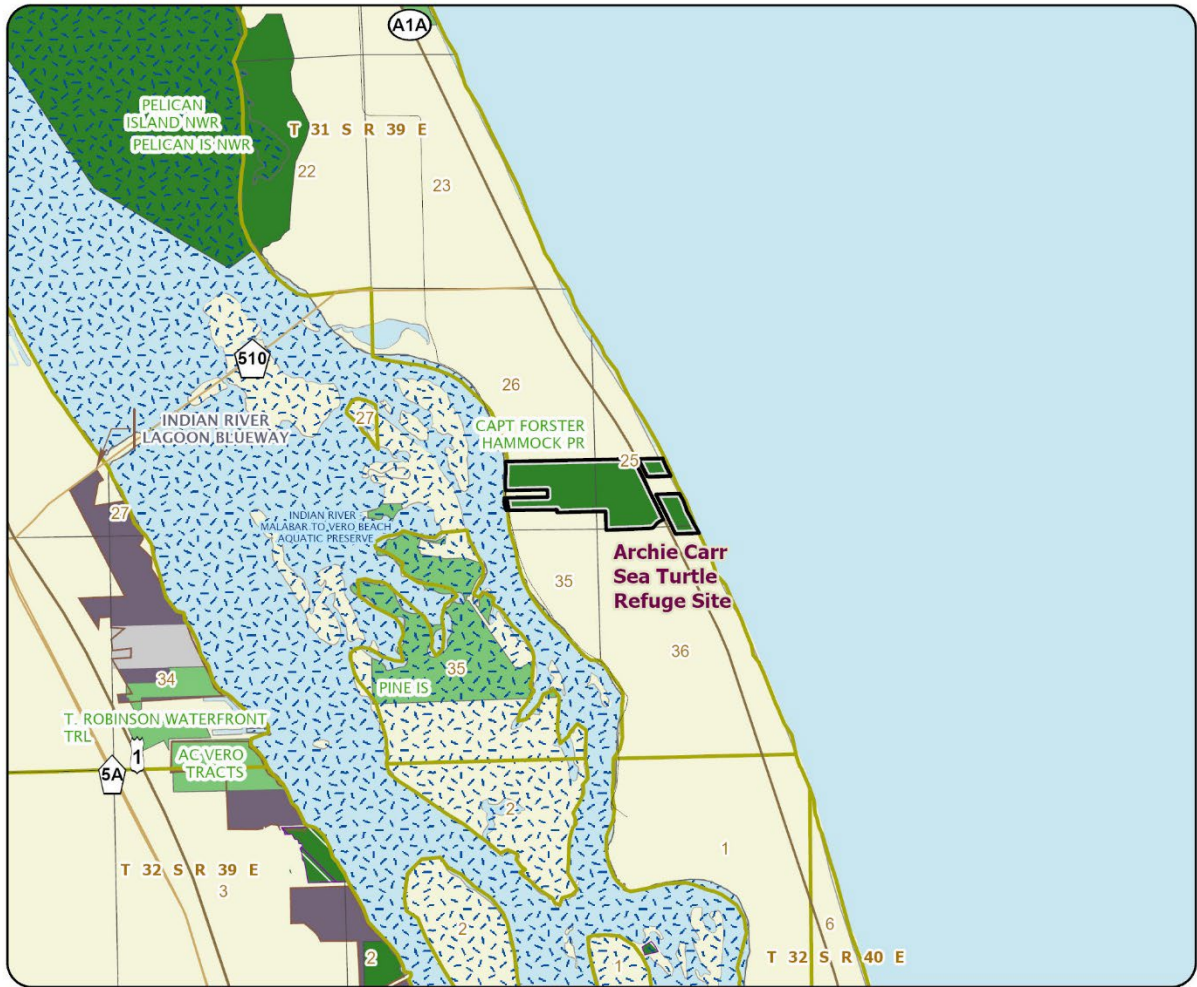 A1A
PELICAN
ISLAND NWR
PELICAN IS NWR
T 31 S R 39 E
22
23
510
26
27
CAPT FORSTER
HAMMOCK PR
INDIAN RIVER
LAGOON BLUEWAY
25
27
INDIAN RIVER -
MALABAR TO VERO BEACH
AQUATIC PRESERVE
Archie Carr
Sea Turtle
Refuge Site
35
36
35
34
PINE IS
T. ROBINSON WATERFRONT
TRL
1
AC VERO
TRACTS
5A
2
1
T 32 S R 39 E
3
2
6
2
1
T 32 S R 40 E